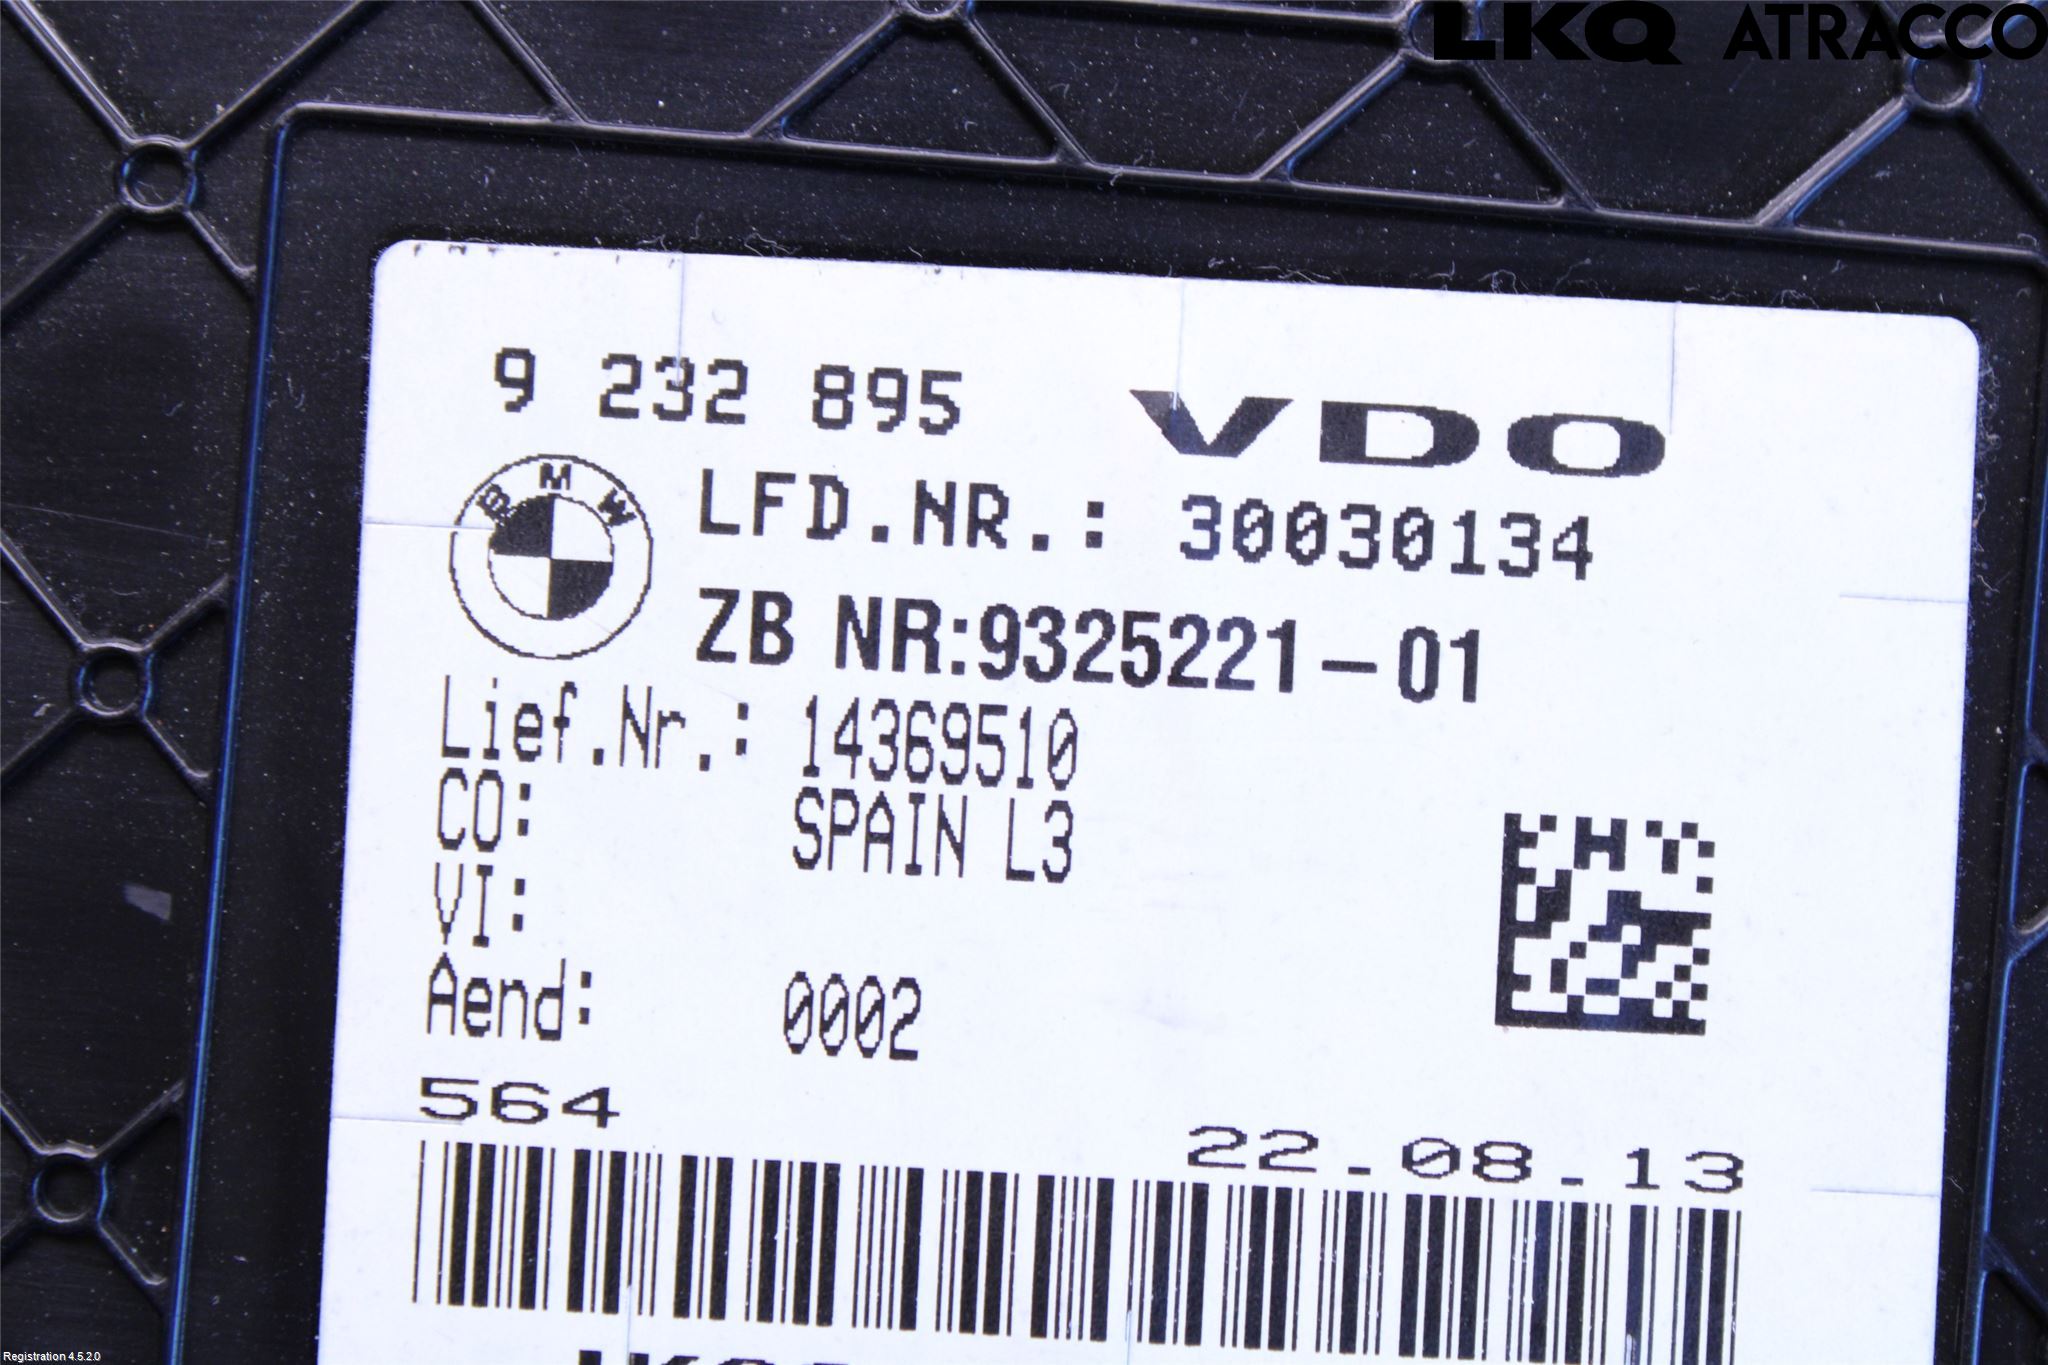 LKQ ATRACCO
9 232 895 VDO
BMW
LFD.NR.: 30030134
ZB NR:9325221-01
Lief.Nr.: 14369510
CO: SPAIN L3
VI:
Aend: 0002
564
22.08.13
Registration 4.5.2.0